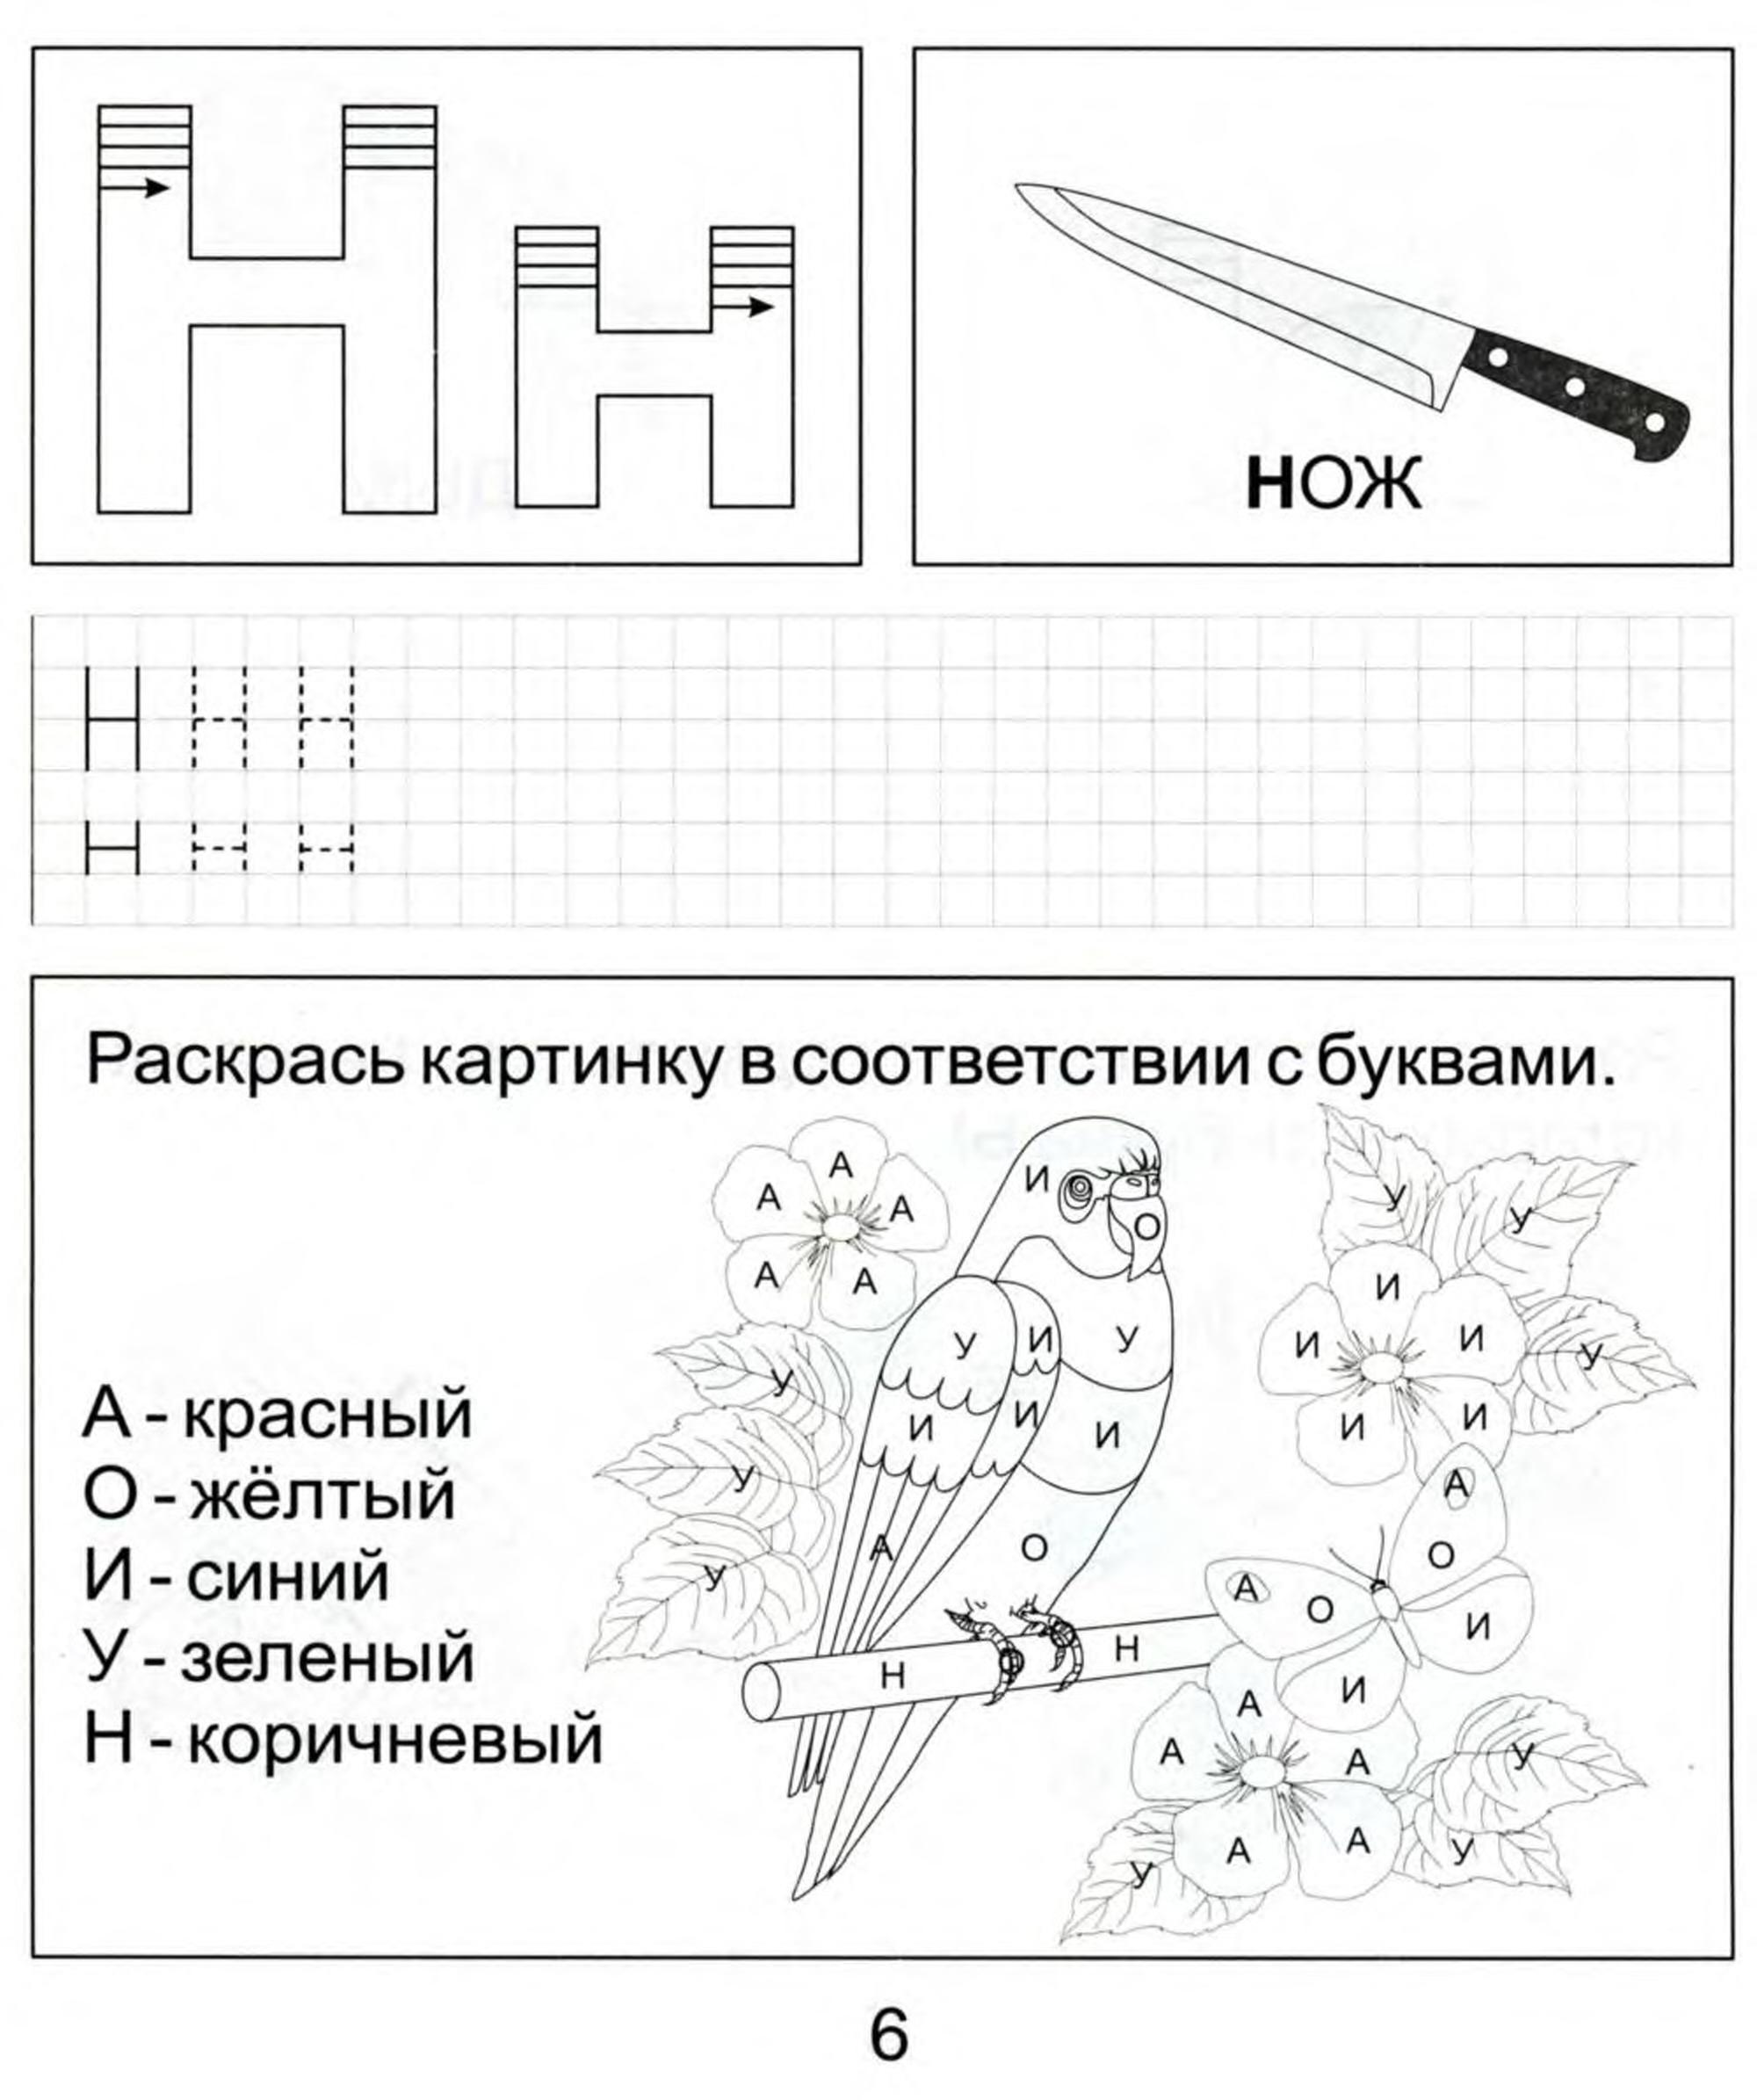 Н н
нож
Н Н Н
н н н
Раскрась картинку в соответствии с буквами.
А - красный
О - жёлтый
И - синий
У - зеленый
Н - коричневый
А
А
А
А
А
И
О
У
И
У
И
И
И
А
О
Н
Н
У
У
У
У
У
У
И
И
И
И
И
А
О
А
О
И
И
А
А
А
А
А
У
У
У
6